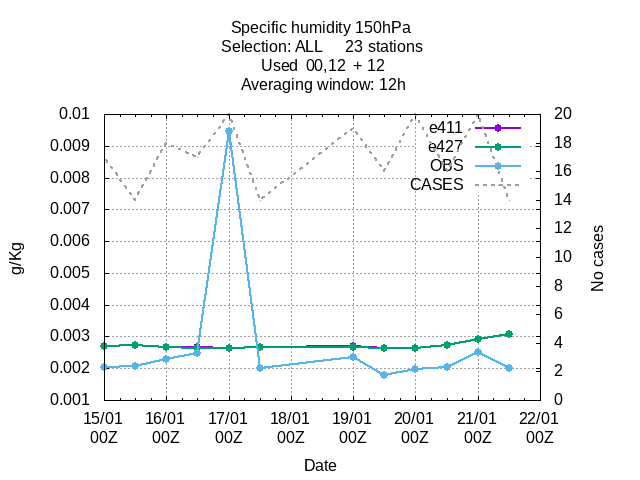 Specific humidity 150hPa
Selection: ALL 23 stations
Used 00,12 + 12
Averaging window: 12h
0.01
0.009
0.008
0.007
0.006
0.005
0.004
0.003
0.002
0.001
g/Kg
e411
e427
OBS
CASES
20
18
16
14
12
10
8
6
4
2
0
No cases
15/01 16/01 17/01 18/01 19/01 20/01 21/01 22/01
00Z 00Z 00Z 00Z 00Z 00Z 00Z 00Z
Date